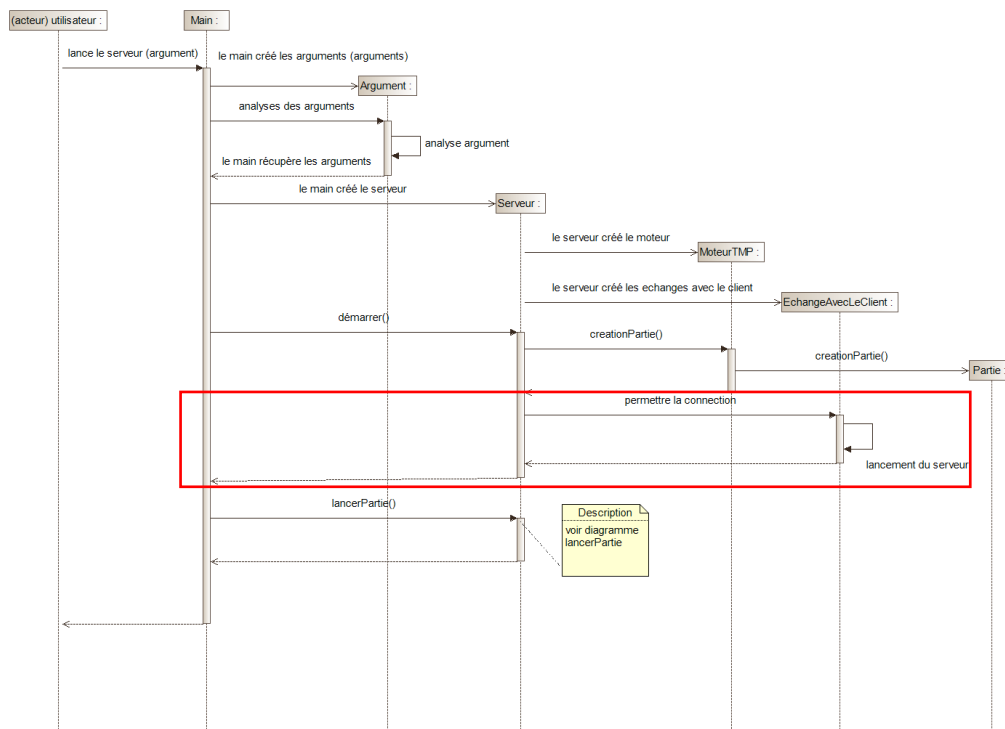 (acteur) utilisateur :
Main :
lance le serveur (argument)
le main créé les arguments (arguments)
Argument :
analyses des arguments
analyse argument
le main récupère les arguments
le main créé le serveur
Serveur :
le serveur créé le moteur
MoteurTMP :
le serveur créé les echanges avec le client
EchangeAvecLeClient :
démarrer()
creationPartie()
creationPartie()
Partie :
permettre la connection
lancement du serveur
lancerPartie()
Description
voir diagramme
lancerPartie